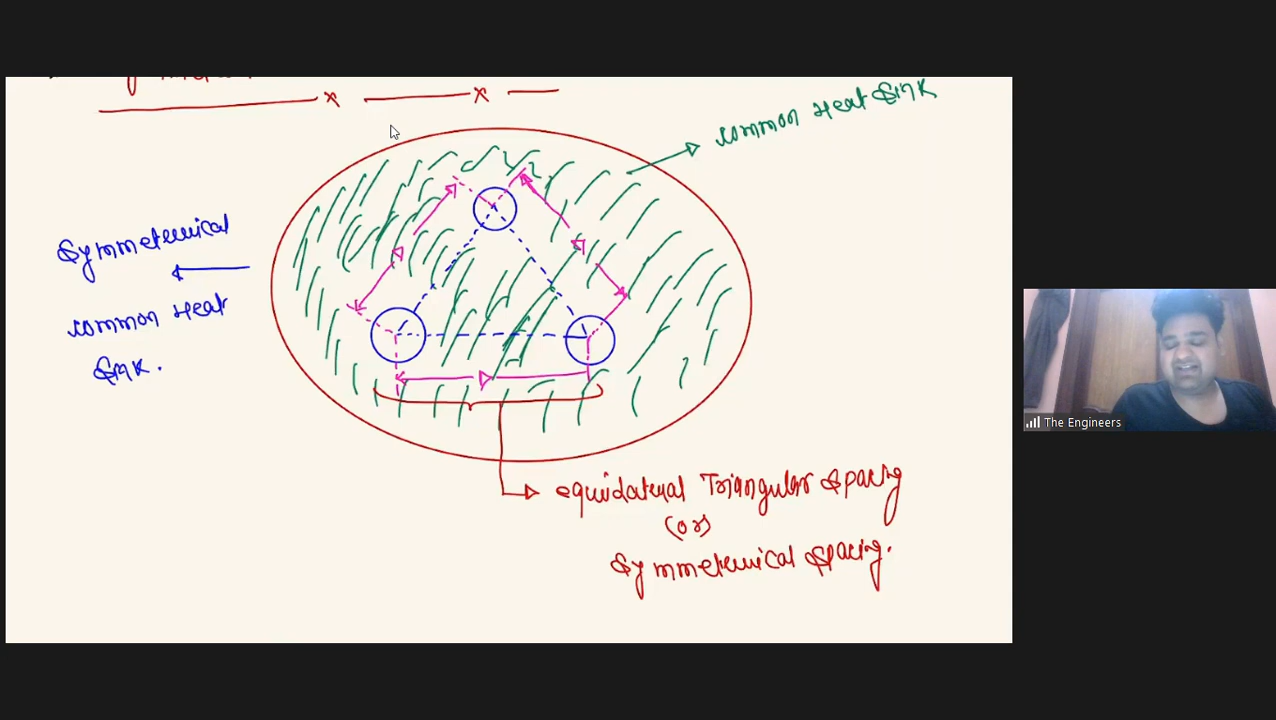 common Heat Sink
Symmetrical
common Heat
Sink.
equilateral Triangular Spacing
(or)
Symmetrical Spacing.
The Engineers